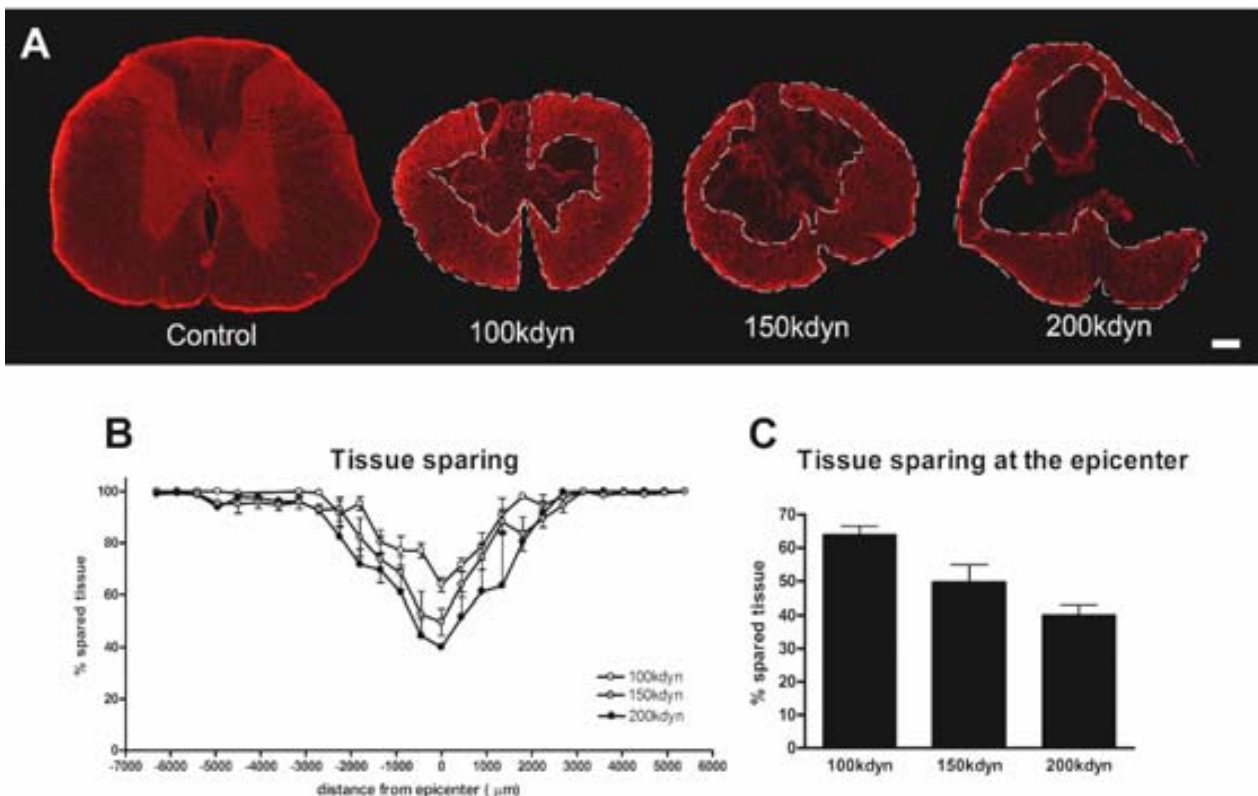 A
Control
100kdyn
150kdyn
200kdyn
B
Tissue sparing
100
80
60
40
20
0
% spared tissue
100kdyn
150kdyn
200kdyn
-7000 -6000 -5000 -4000 -3000 -2000 -1000 0 1000 2000 3000 4000 5000 6000
distance from epicenter ( μm)
C
Tissue sparing at the epicenter
70
60
50
40
30
20
10
0
% spared tissue
100kdyn 150kdyn 200kdyn